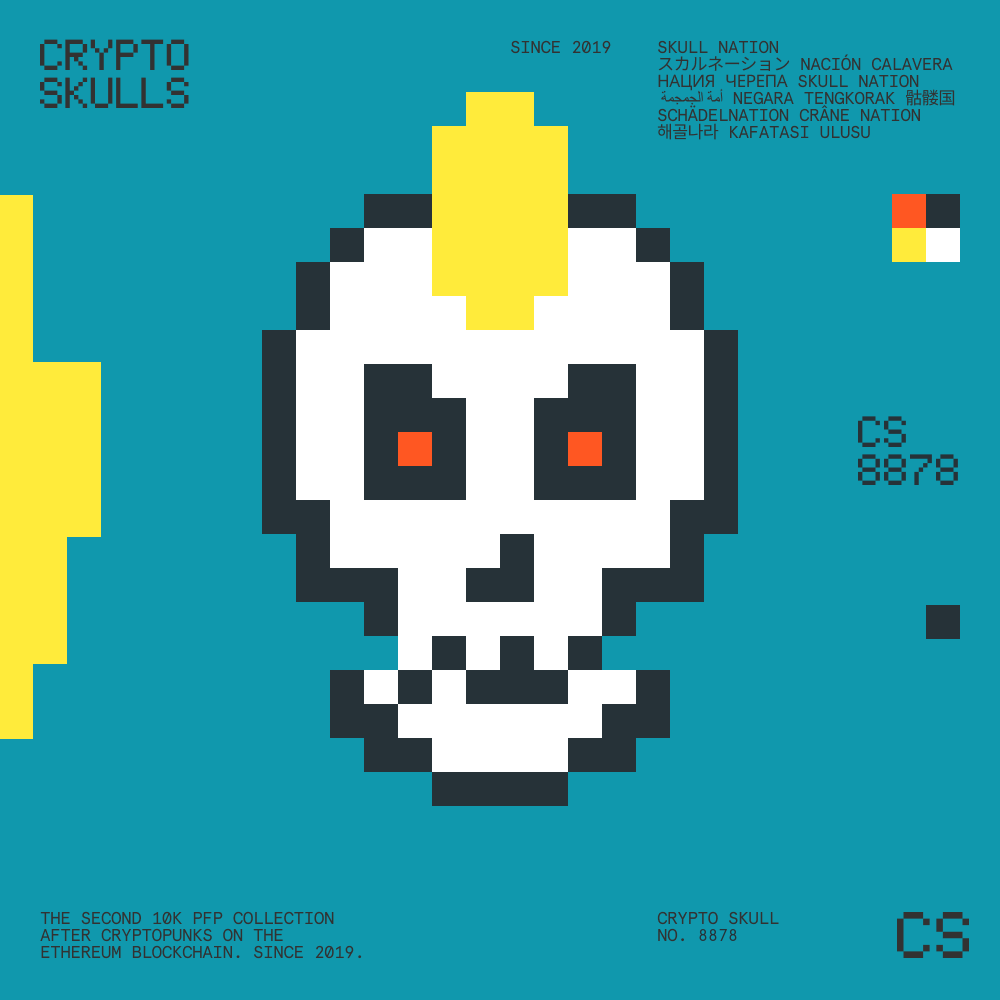 CRYPTO
SKULLS
SINCE 2019
SKULL NATION
スカルネーション NACIÓN CALAVERA
НАЦИЯ ЧЕРЕПА SKULL NATION
أمة الجمجمة NEGARA TENGKORAK 骷髅国
SCHÄDELNATION CRÂNE NATION
해골나라 KAFATASI ULUSU
CS
8878
THE SECOND 10K PFP COLLECTION
AFTER CRYPTOPUNKS ON THE
ETHEREUM BLOCKCHAIN. SINCE 2019.
CRYPTO SKULL
NO. 8878
CS